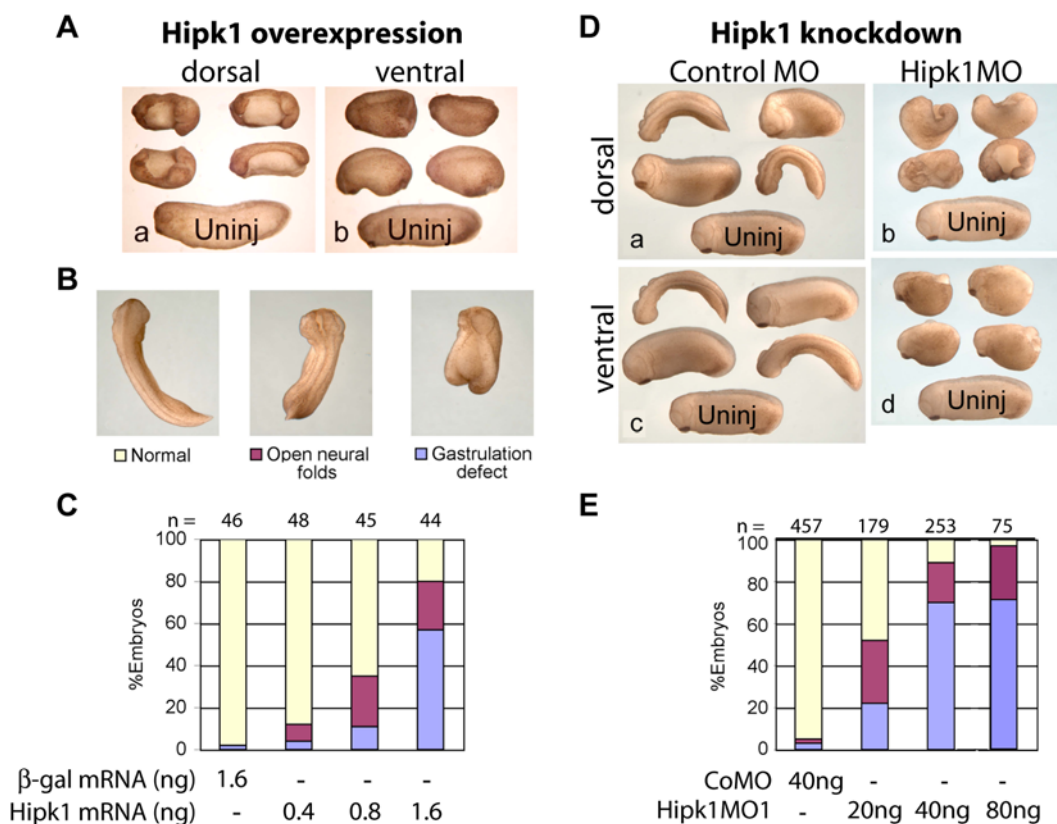 A
Hipk1 overexpression
dorsal ventral
a Uninj
b Uninj
B
Normal
Open neural
folds
Gastrulation
defect
C
n = 46 48 45 44
100
80
60
40
20
0
%Embryos
β-gal mRNA (ng) 1.6 - - -
Hipk1 mRNA (ng) - 0.4 0.8 1.6
D
Hipk1 knockdown
Control MO Hipk1MO
dorsal
a Uninj
b Uninj
ventral
c Uninj
d Uninj
E
n = 457 179 253 75
100
80
60
40
20
0
%Embryos
CoMO 40ng - - -
Hipk1MO1 - 20ng 40ng 80ng